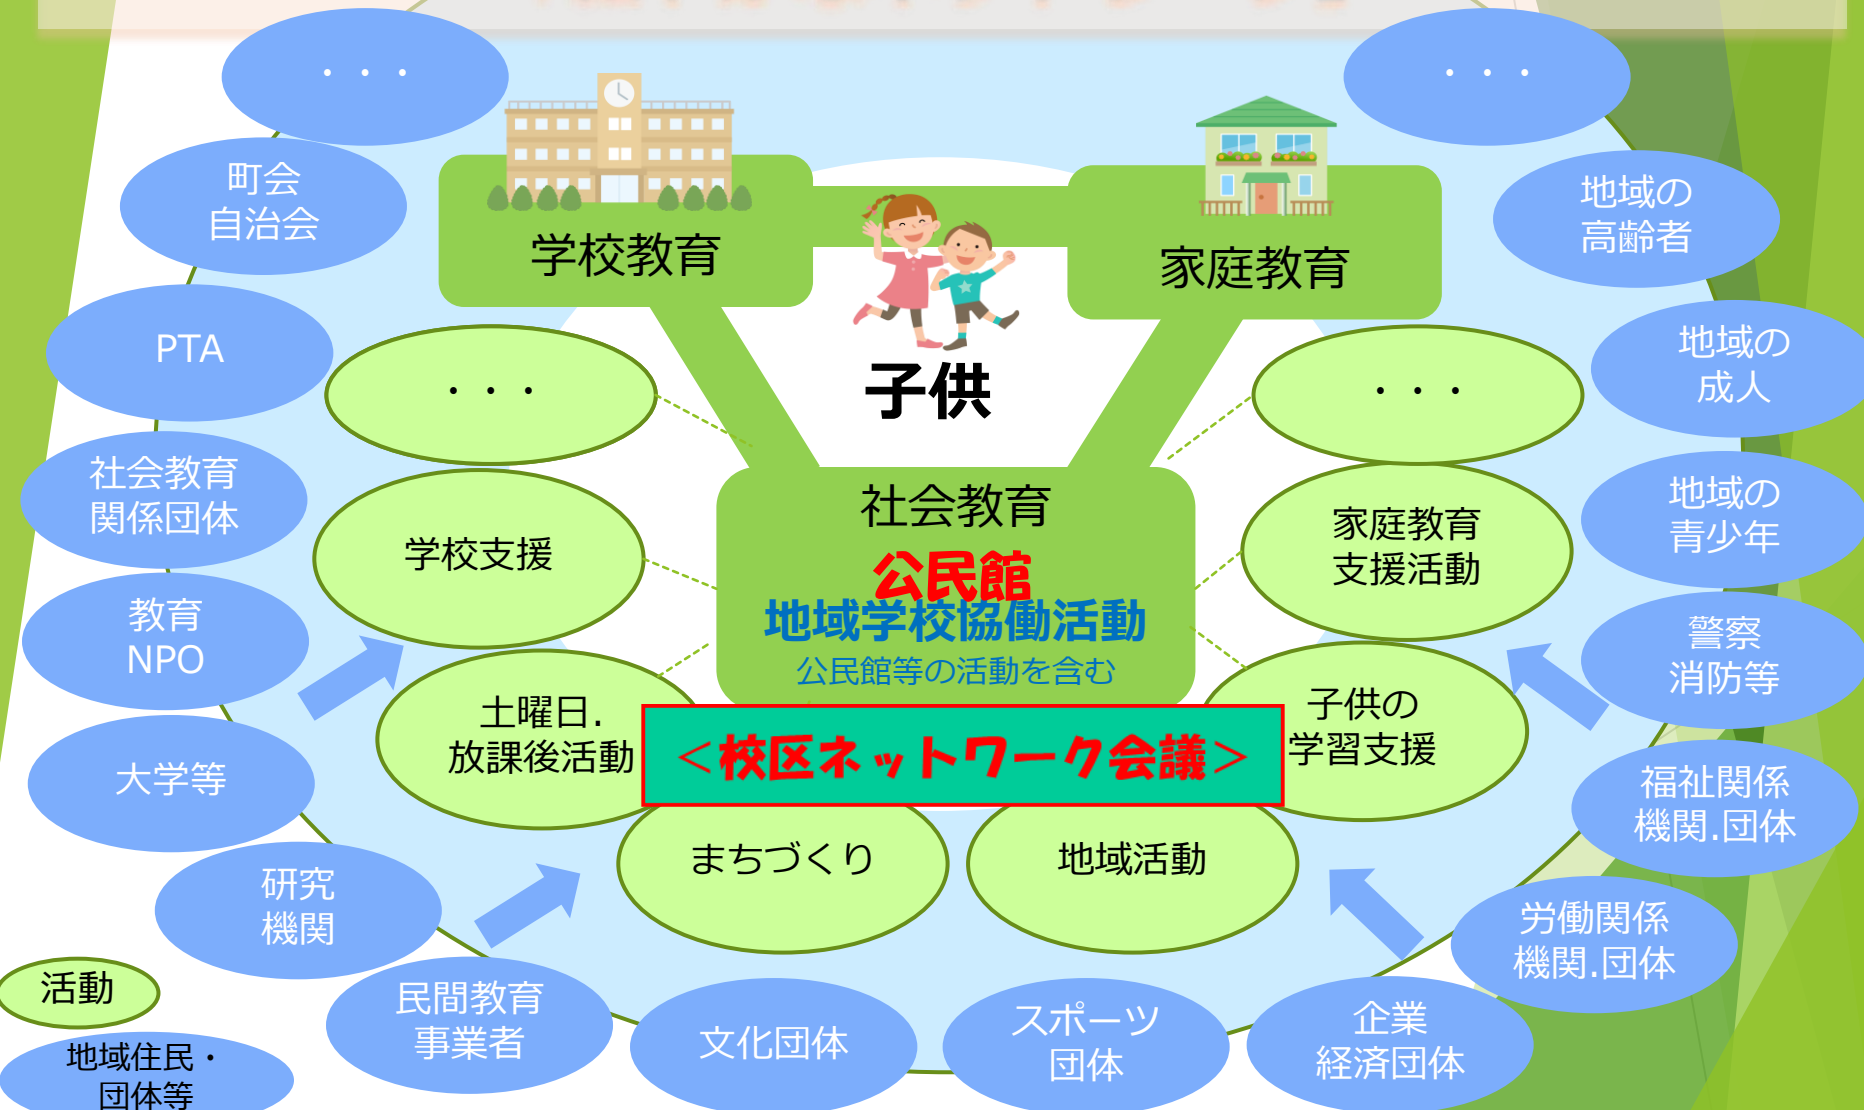 ・・・
・・・
町会
自治会
地域の
高齢者
学校教育
家庭教育
PTA
地域の
成人
・・・
子供
・・・
社会教育
関係団体
社会教育
地域の
青少年
学校支援
家庭教育
支援活動
公民館
地域学校協働活動
公民館等の活動を含む
教育
NPO
警察
消防等
土曜日.
放課後活動
子供の
学習支援
＜校区ネットワーク会議＞
大学等
福祉関係
機関.団体
まちづくり
地域活動
研究
機関
労働関係
機関.団体
活動
民間教育
事業者
文化団体
スポーツ
団体
企業
経済団体
地域住民・
団体等